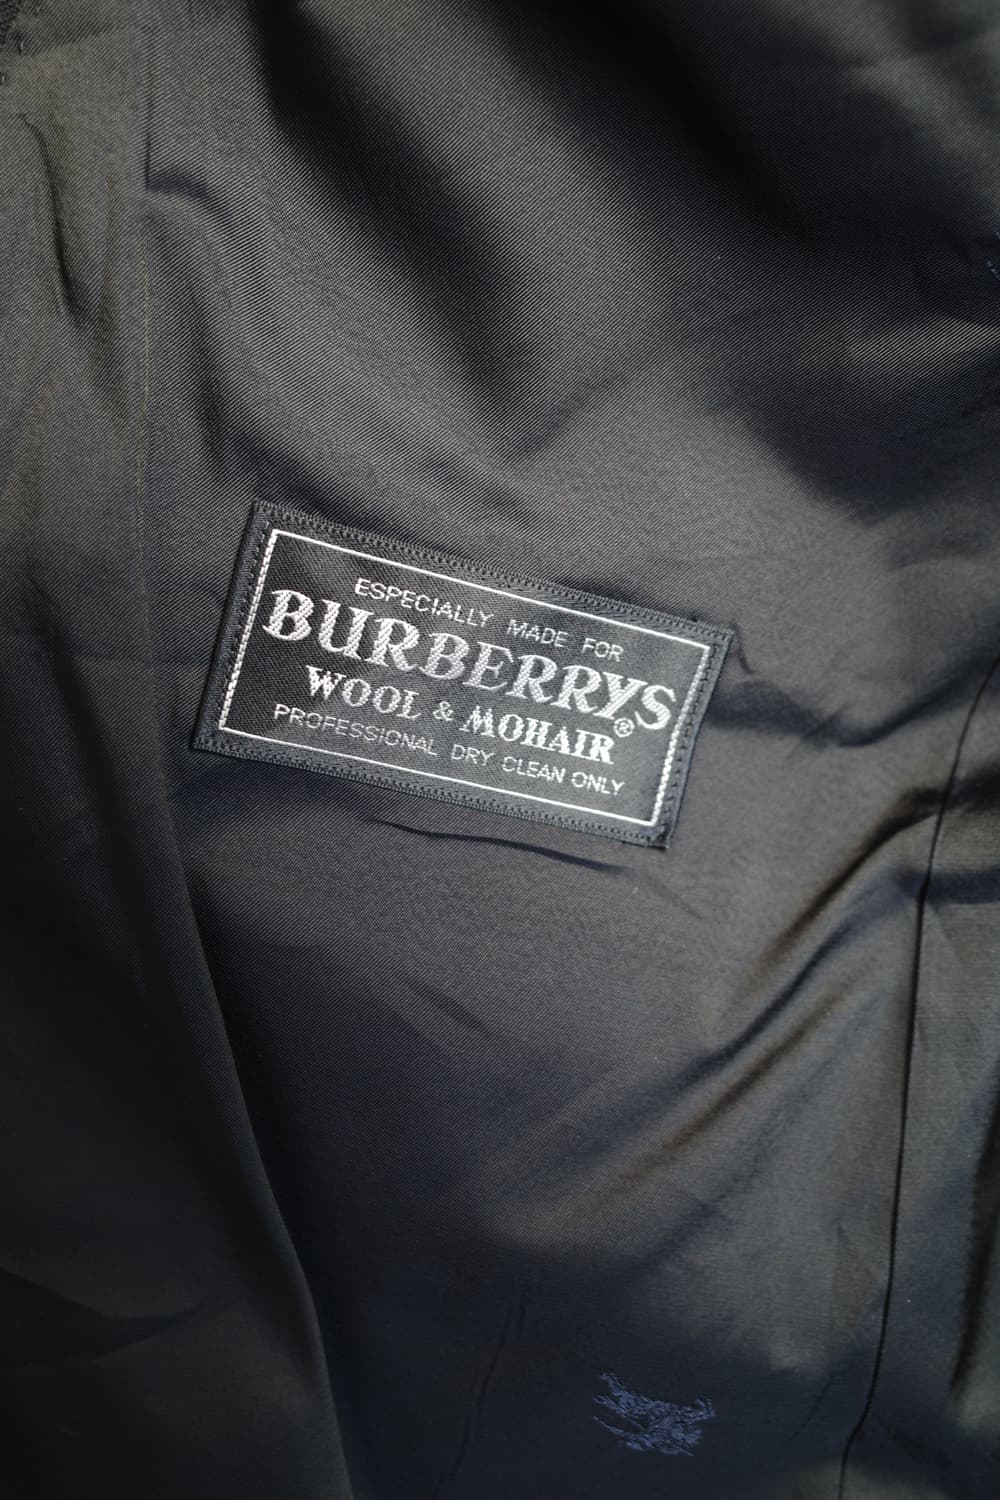 ESPECIALLY MADE FOR
BURBERRYS®
WOOL & MOHAIR
PROFESSIONAL DRY CLEAN ONLY